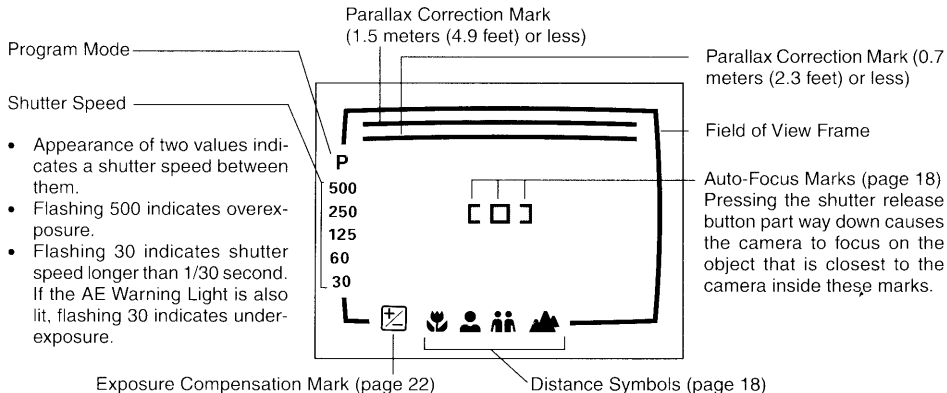 Parallax Correction Mark
(1.5 meters (4.9 feet) or less)
Program Mode
Parallax Correction Mark (0.7
meters (2.3 feet) or less)
Shutter Speed
• Appearance of two values indi-
cates a shutter speed between
them.
• Flashing 500 indicates overex-
posure.
• Flashing 30 indicates shutter
speed longer than 1/30 second.
If the AE Warning Light is also
lit, flashing 30 indicates under-
exposure.
P
500
250
125
60
30
Field of View Frame
Auto-Focus Marks (page 18)
Pressing the shutter release
button part way down causes
the camera to focus on the
object that is closest to the
camera inside these marks.
Exposure Compensation Mark (page 22)
Distance Symbols (page 18)